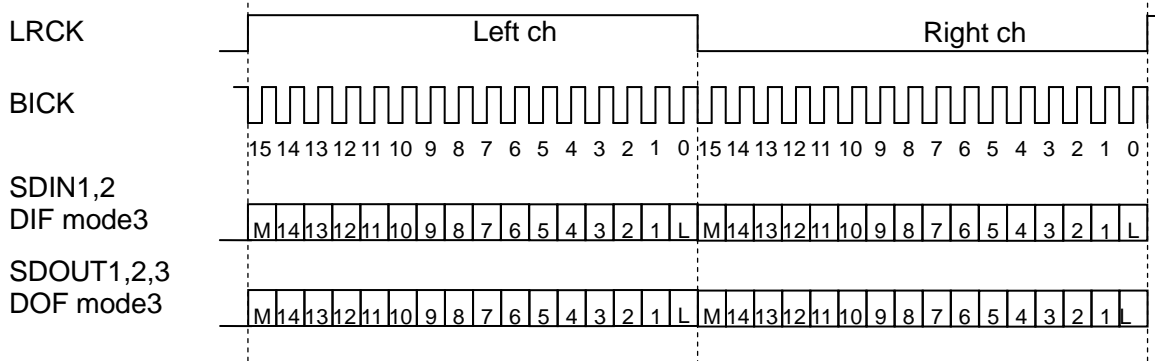 LRCK Left ch Right ch
BICK
15 14 13 12 11 10 9 8 7 6 5 4 3 2 1 0 15 14 13 12 11 10 9 8 7 6 5 4 3 2 1 0
SDIN1,2
DIF mode3
M 14 13 12 11 10 9 8 7 6 5 4 3 2 1 L M 14 13 12 11 10 9 8 7 6 5 4 3 2 1 L
SDOUT1,2,3
DOF mode3
M 14 13 12 11 10 9 8 7 6 5 4 3 2 1 L M 14 13 12 11 10 9 8 7 6 5 4 3 2 1 L